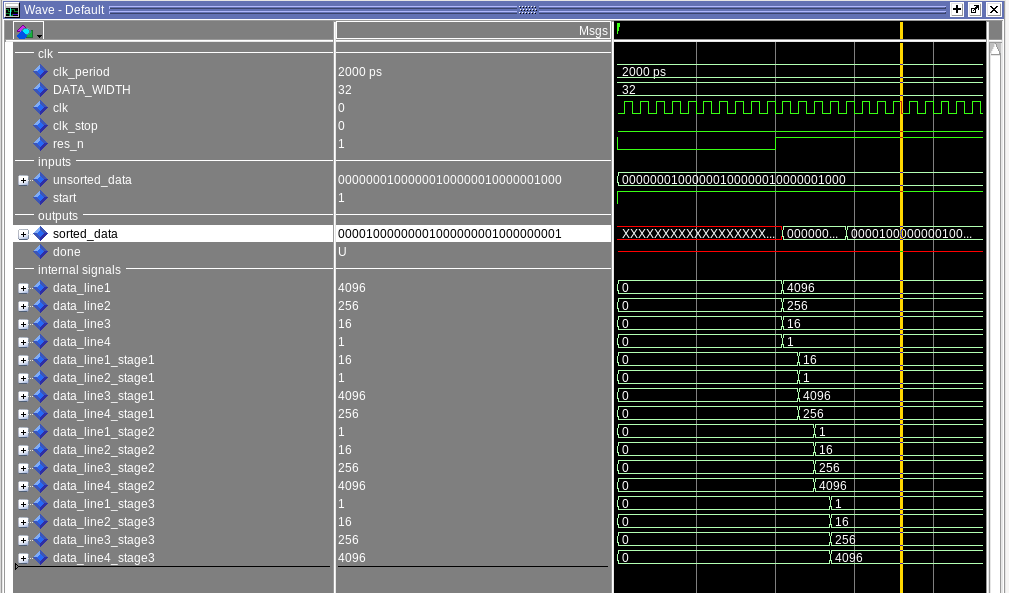 Wave - Default
Msgs
clk
clk_period 2000 ps 2000 ps
DATA_WIDTH 32 32
clk 0
clk_stop 0
res_n 1
inputs
unsorted_data 00000001000000100000010000001000 00000001000000100000010000001000
start 1
outputs
sorted_data 00001000000001000000001000000001 XXXXXXXXXXXXXXXXXX... 000000... 0000100000000100...
done U
internal signals
data_line1 4096 0 4096
data_line2 256 0 256
data_line3 16 0 16
data_line4 1 0 1
data_line1_stage1 16 0 16
data_line2_stage1 1 0 1
data_line3_stage1 4096 0 4096
data_line4_stage1 256 0 256
data_line1_stage2 1 0 1
data_line2_stage2 16 0 16
data_line3_stage2 256 0 256
data_line4_stage2 4096 0 4096
data_line1_stage3 1 0 1
data_line2_stage3 16 0 16
data_line3_stage3 256 0 256
data_line4_stage3 4096 0 4096